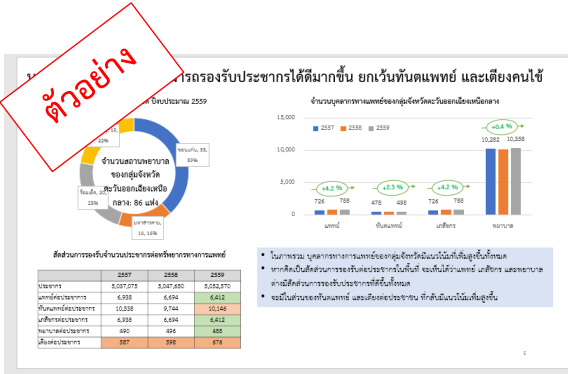 ตัวอย่าง
ารถรองรับประชากรได้ดีมากขึ้น ยกเว้นทันตแพทย์ และเตียงคนไข้
ปีงบประมาณ 2559
22%
ขอนแก่น, 33,
39%
ร้อยเอ็ด, 20,
23%
มหาสารคาม,
16, 16%
จำนวนสถานพยาบาล
ของกลุ่มจังหวัด
ตะวันออกเฉียงเหนือ
กลาง: 86 แห่ง
จำนวนบุคลากรทางแพทย์ของกลุ่มจังหวัดตะวันออกเฉียงเหนือกลาง
2557 2558 2559
15,000
10,000
5,000
0
+4.2 % +2.5 % +4.2 % +0.4 %
726 788 478 498 726 788 10,282 10,358
แพทย์ ทันตแพทย์ เภสัชกร พยาบาล
สัดส่วนการรองรับจำนวนประชากรต่อทรัพยากรทางการแพทย์
2557 2558 2559
ประชากร 5,037,075 5,047,650 5,052,570
แพทย์ต่อประชากร 6,938 6,694 6,412
ทันตแพทย์ต่อประชากร 10,538 9,744 10,146
เภสัชกรต่อประชากร 6,938 6,694 6,412
พยาบาลต่อประชากร 490 496 488
เตียงต่อประชากร 587 598 676
• ในภาพรวม บุคลากรทางการแพทย์ของกลุ่มจังหวัดมีแนวโน้มที่เพิ่มสูงขึ้นทั้งหมด
• หากคิดเป็นสัดส่วนการรองรับต่อประชากรในพื้นที่ จะเห็นได้ว่าแพทย์ เภสัชกร และพยาบาล
ต่างมีสัดส่วนการรองรับประชากรที่ดีขึ้นทั้งหมด
• จะมีในส่วนของทันตแพทย์ และเตียงต่อประชาชน ที่กลับมีแนวโน้มเพิ่มสูงขึ้น